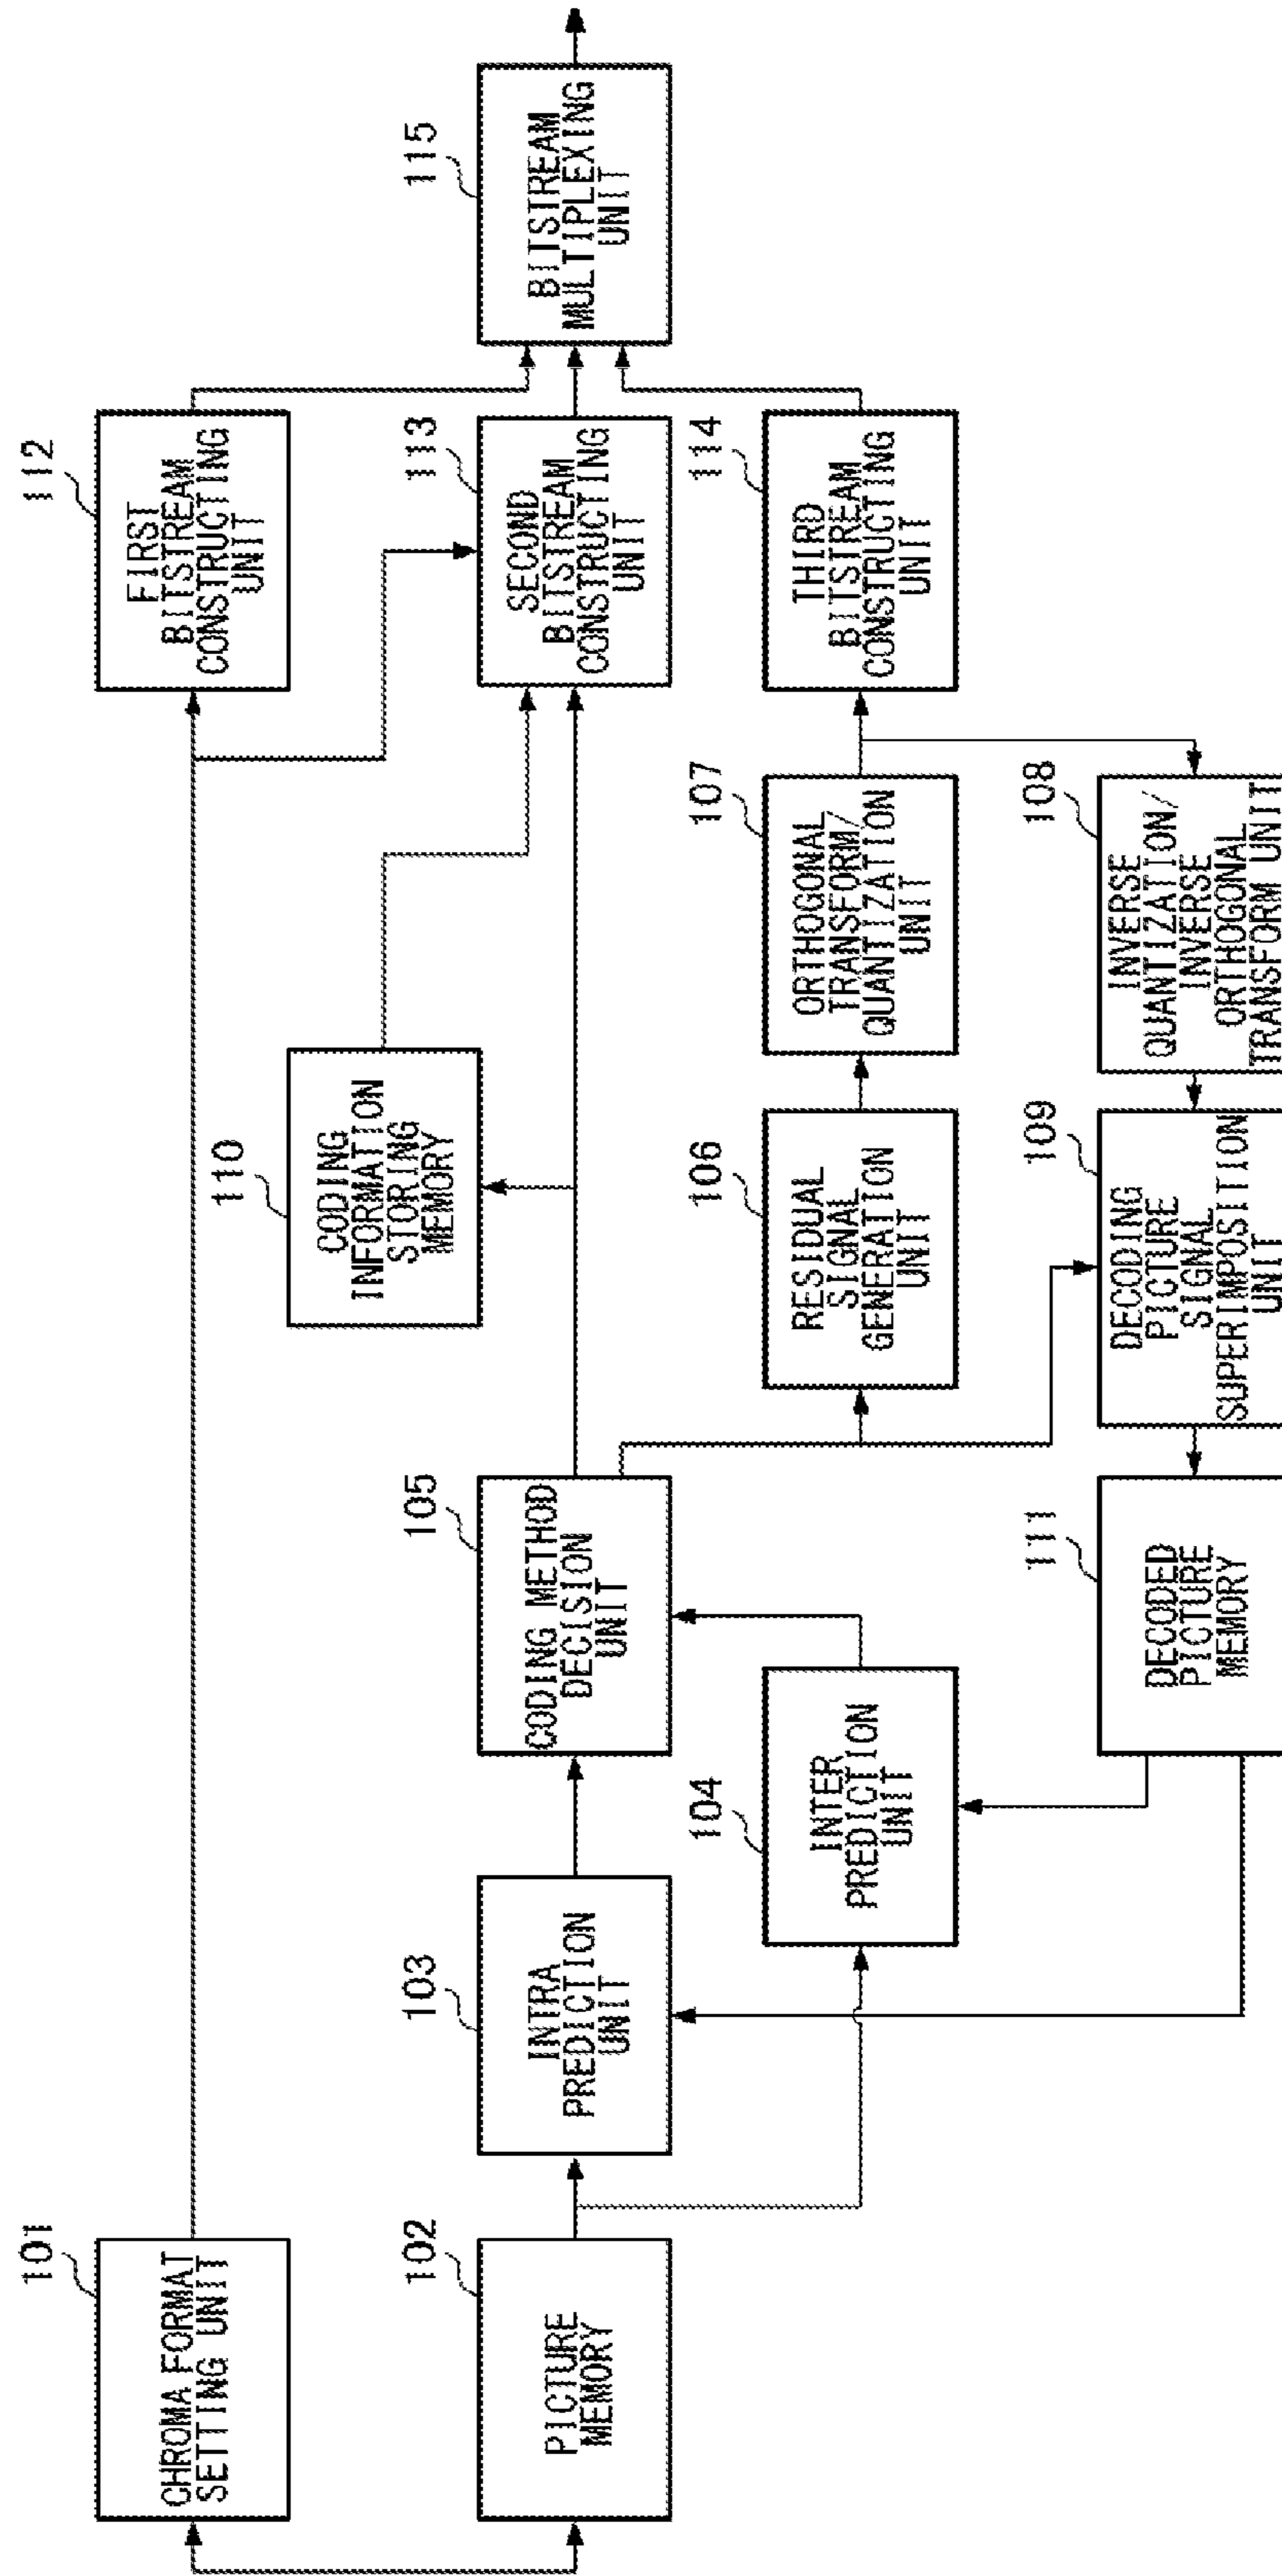 101
CHROMA FORMAT
SETTING UNIT
112
FIRST
BITSTREAM
CONSTRUCTING
UNIT
110
CODING
INFORMATION
STORING
MEMORY
102
PICTURE
MEMORY
103
INTRA
PREDICTION
UNIT
105
CODING METHOD
DECISION
UNIT
113
SECOND
BITSTREAM
CONSTRUCTING
UNIT
115
BITSTREAM
MULTIPLEXING
UNIT
104
INTER
PREDICTION
UNIT
106
RESIDUAL
SIGNAL
GENERATION
UNIT
107
ORTHOGONAL
TRANSFORM/
QUANTIZATION
UNIT
114
THIRD
BITSTREAM
CONSTRUCTING
UNIT
111
DECODED
PICTURE
MEMORY
109
DECODING
PICTURE
SIGNAL
SUPERIMPOSITION
UNIT
108
INVERSE
QUANTIZATION/
INVERSE
ORTHOGONAL
TRANSFORM UNIT